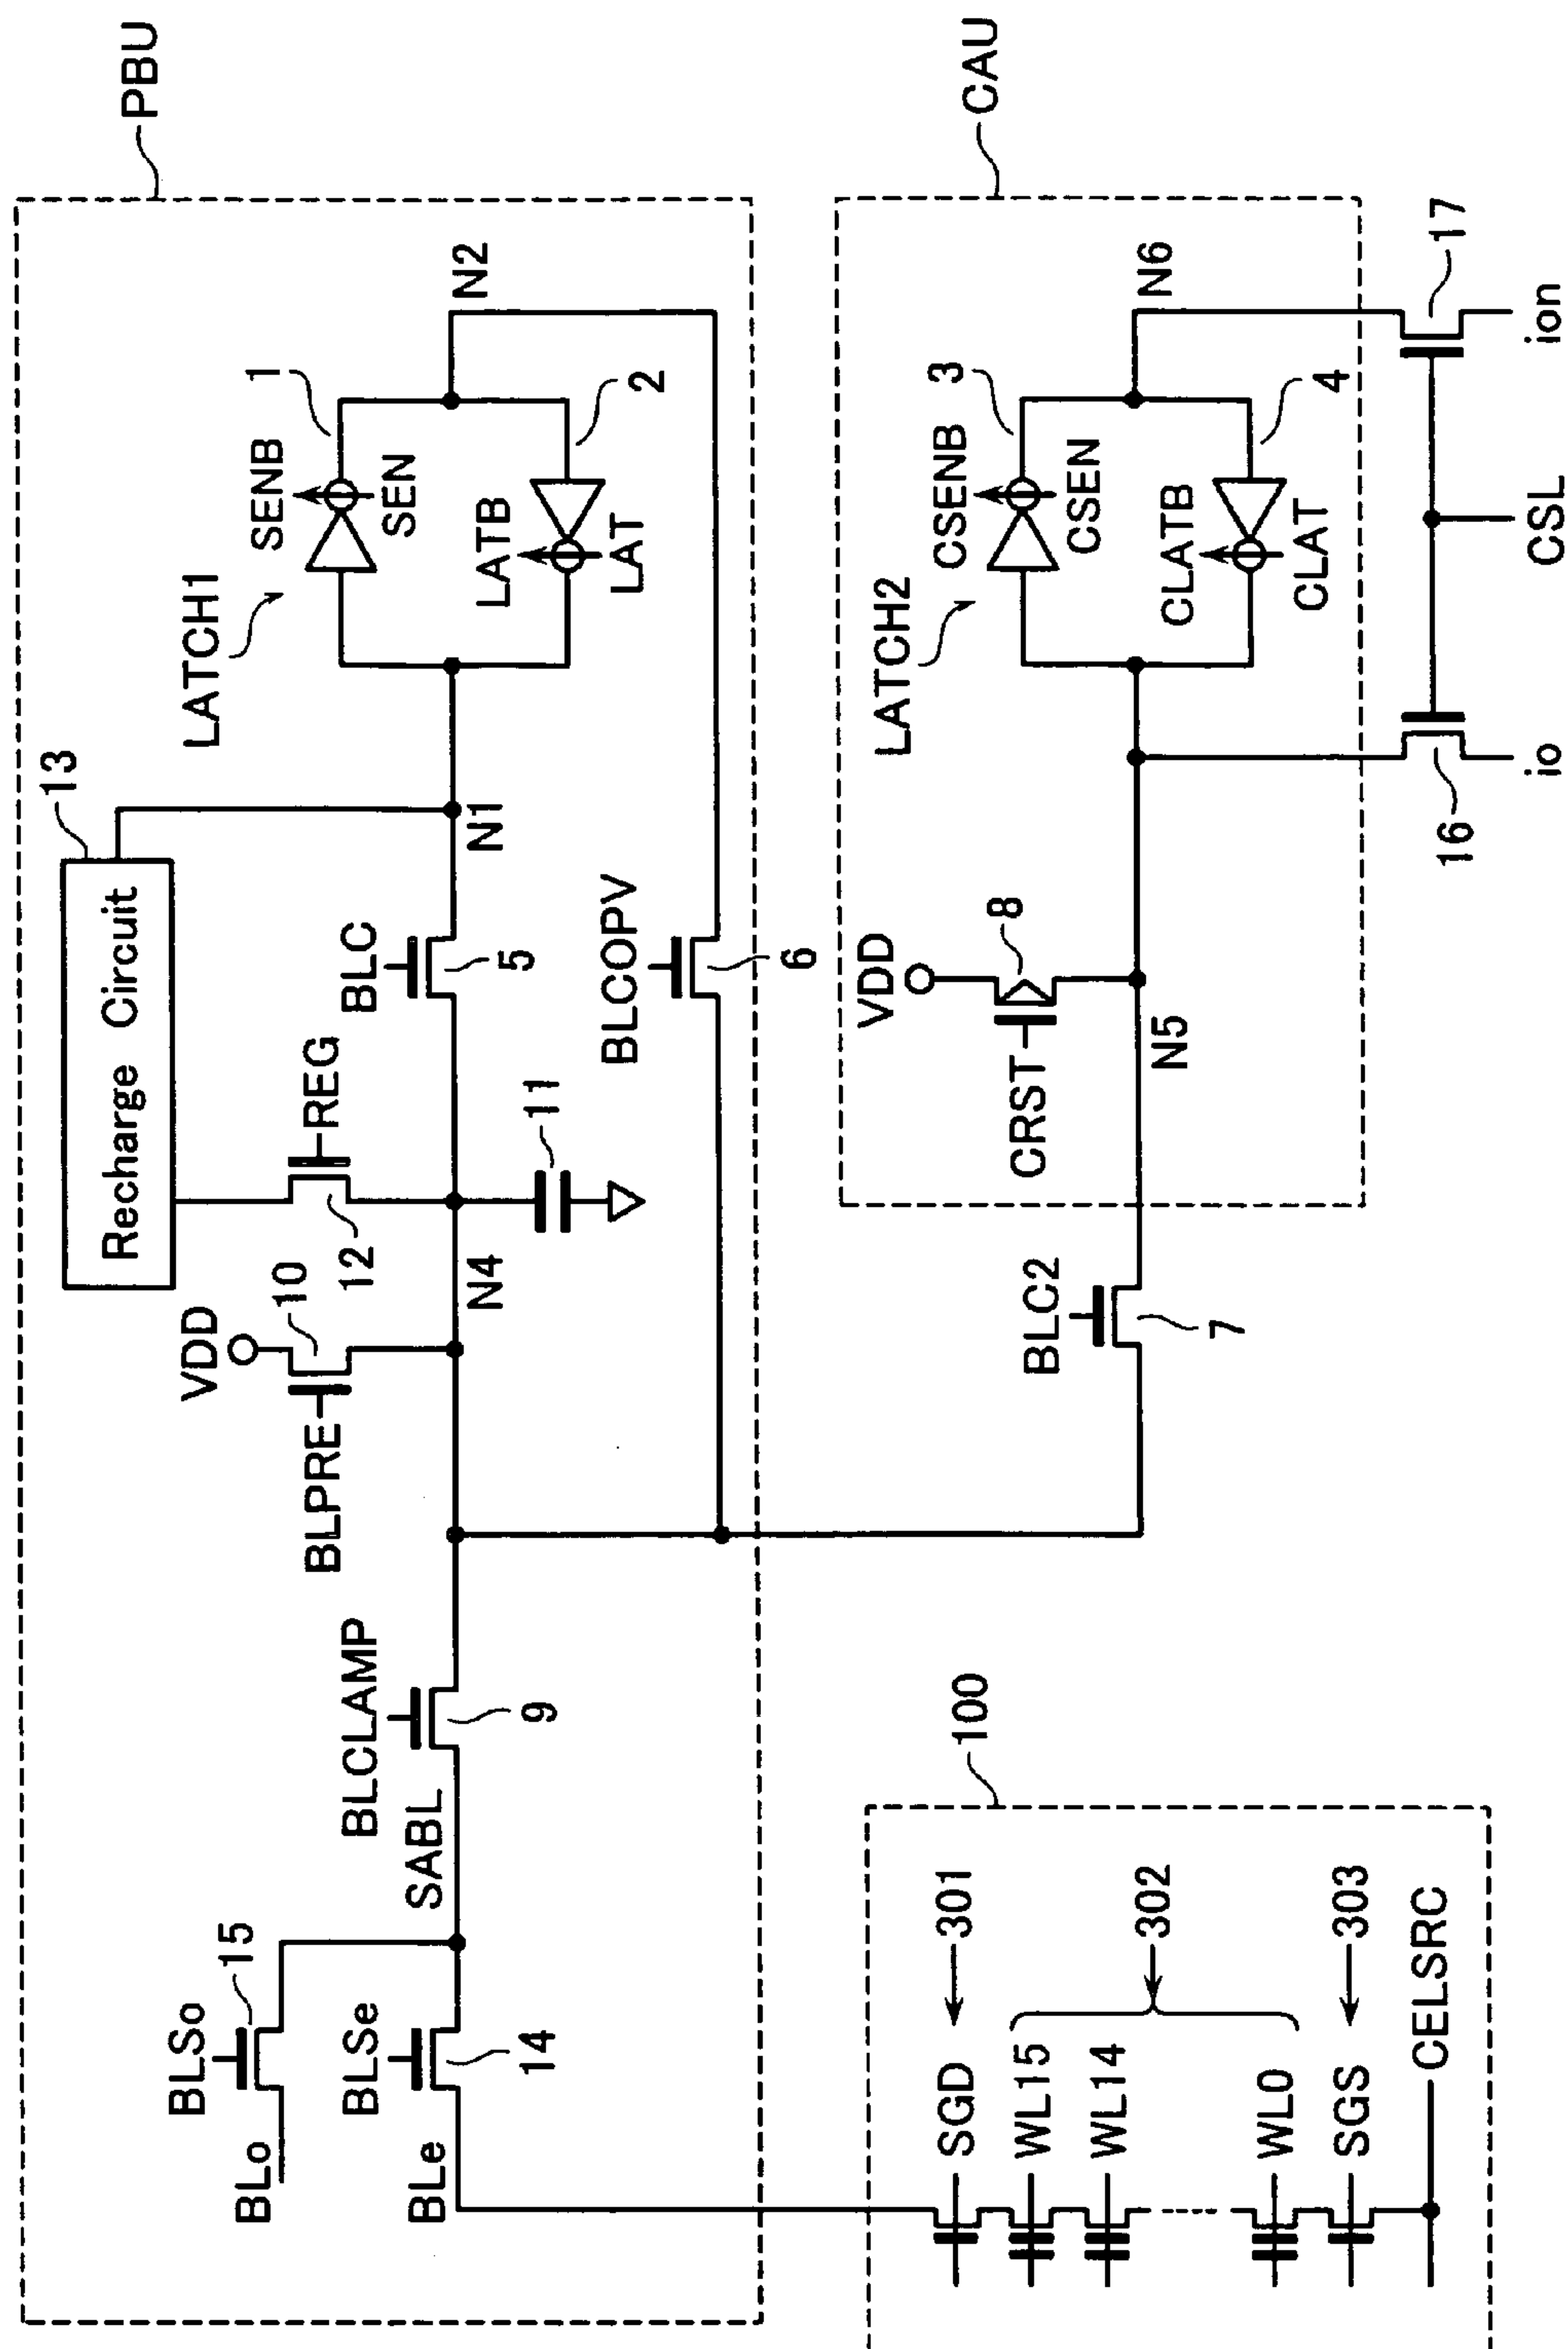 PBU
13
Recharge Circuit
LATCH1
SENB
1
SEN
N2
LATB
LAT
2
VDD
10
BLPRE
12
REG
BLC
5
N1
N4
11
BLCOPV
6
BLSo
15
BLo
BLSe
14
BLe
SABL
BLCLAMP
9
CAU
VDD
8
CRST
N5
LATCH2
CSENB
3
CSEN
N6
CLATB
CLAT
4
BLC2
7
16
17
io
CSL
ion
100
SGD
301
WL15
WL14
302
WL0
SGS
303
CELSRC